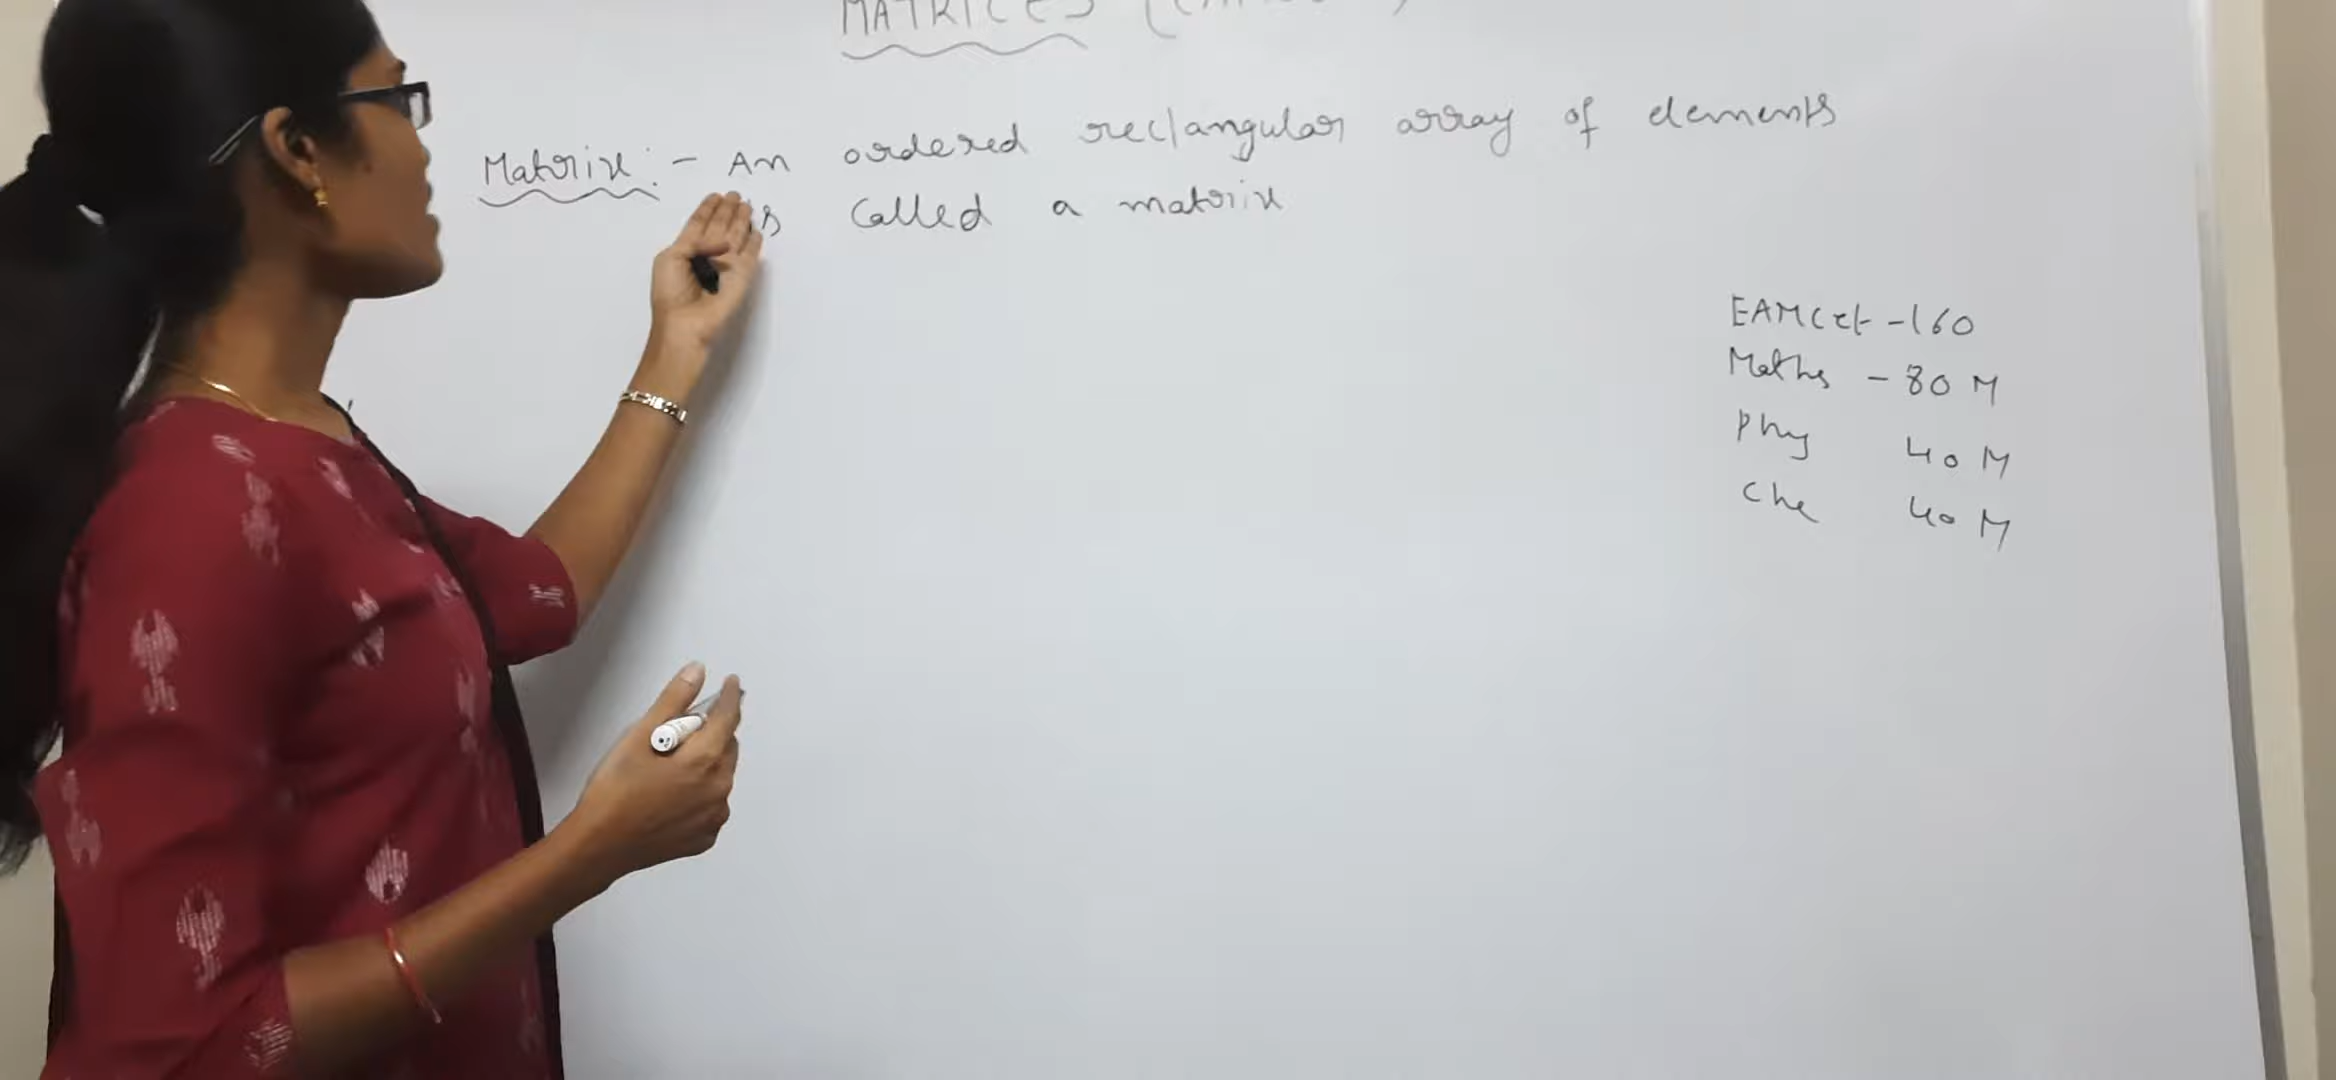 MATRICES
Matrix :- An ordered rectangular array of elements
is called a matrix
EAMCET - 160
Maths - 80 M
Phy 40 M
Che 40 M